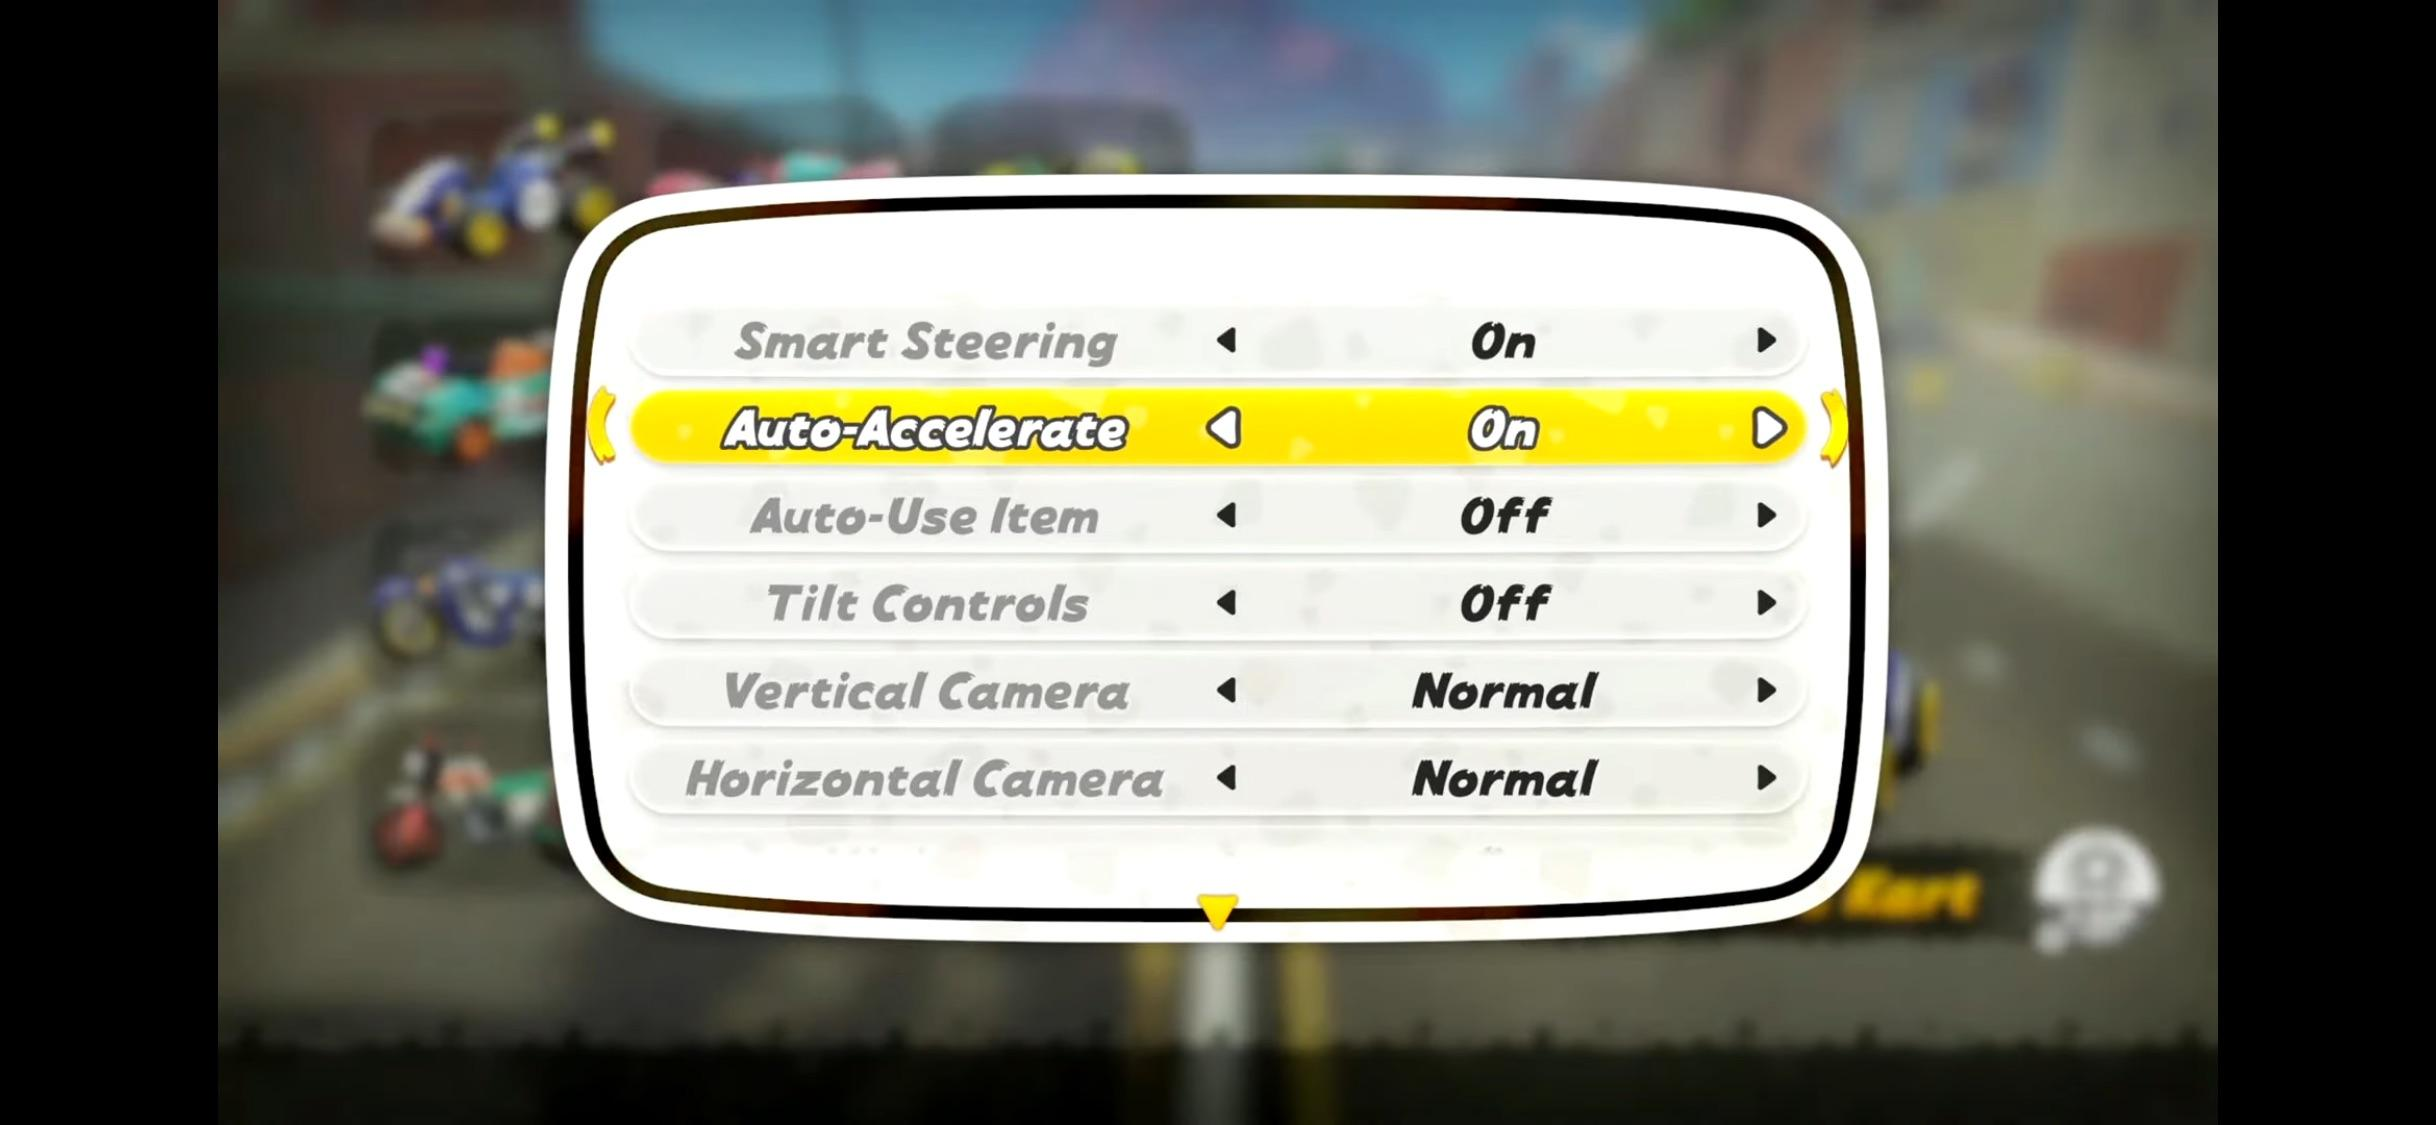 Smart Steering On
Auto-Accelerate On
Auto-Use Item Off
Tilt Controls Off
Vertical Camera Normal
Horizontal Camera Normal
Kart